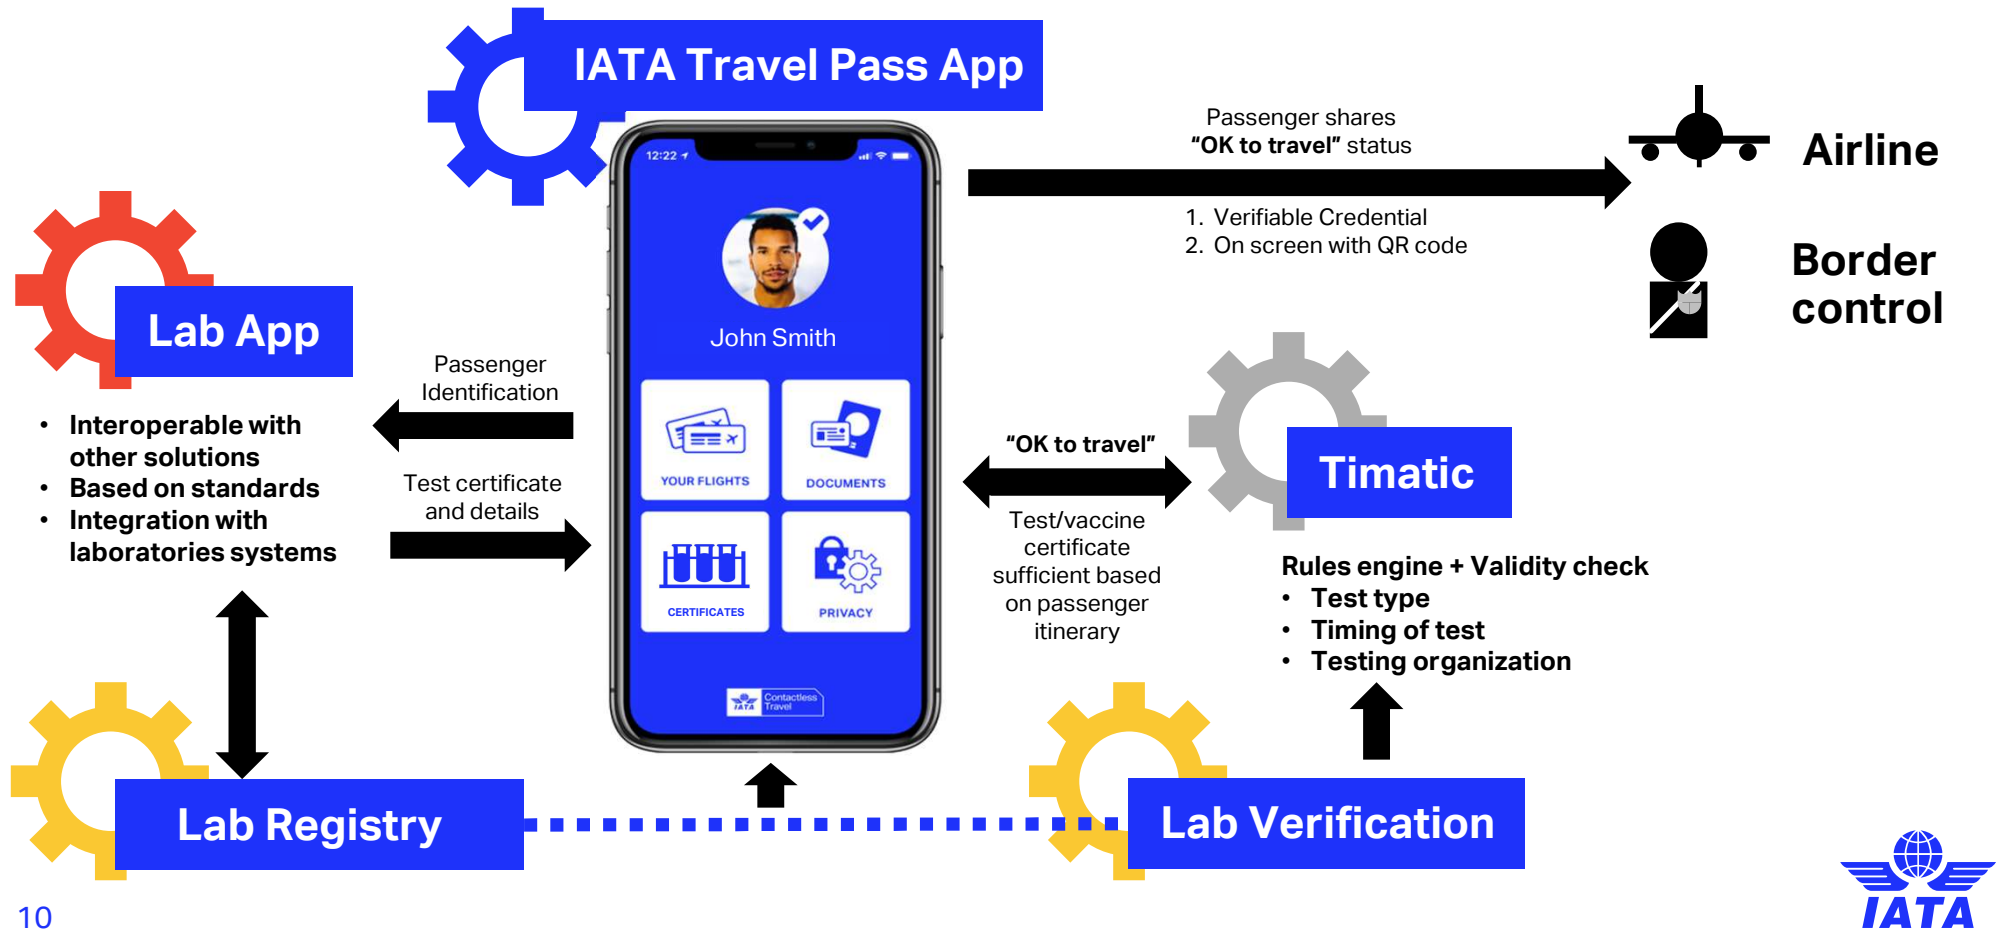 IATA Travel Pass App
12:22
John Smith
YOUR FLIGHTS
DOCUMENTS
CERTIFICATES
PRIVACY
IATA
Contactless
Travel
Passenger shares
“OK to travel” status
1. Verifiable Credential
2. On screen with QR code
Airline
Border
control
Lab App
• Interoperable with
other solutions
• Based on standards
• Integration with
laboratories systems
Passenger
Identification
Test certificate
and details
“OK to travel”
Test/vaccine
certificate
sufficient based
on passenger
itinerary
Timatic
Rules engine + Validity check
• Test type
• Timing of test
• Testing organization
Lab Registry
Lab Verification
10
IATA